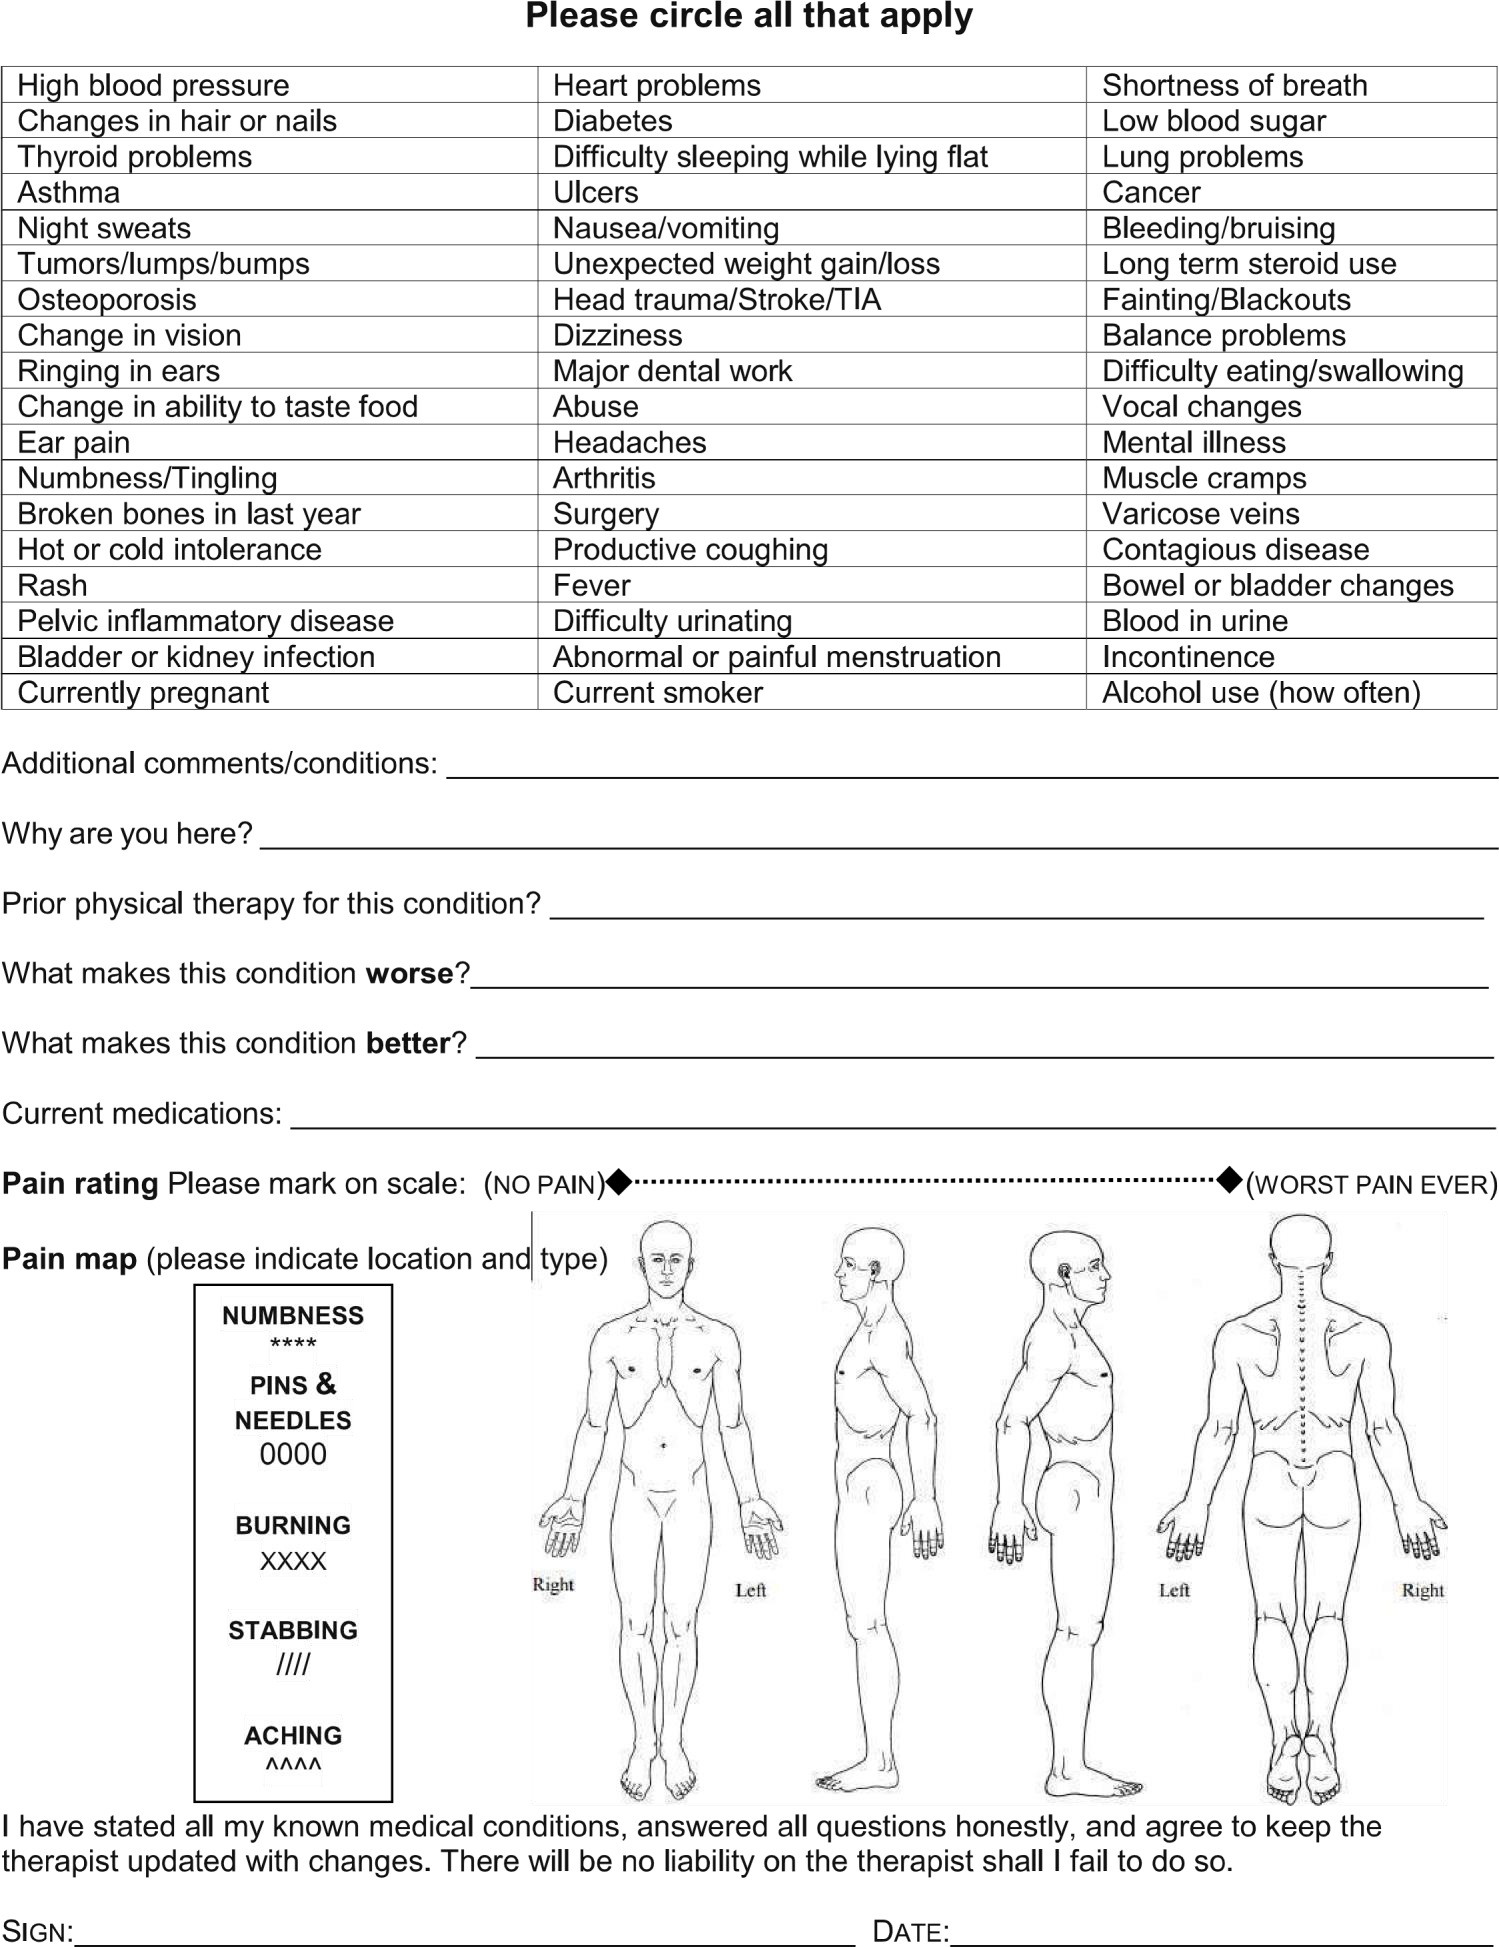 Please circle all that apply
High blood pressure Heart problems Shortness of breath
Changes in hair or nails Diabetes Low blood sugar
Thyroid problems Difficulty sleeping while lying flat Lung problems
Asthma Ulcers Cancer
Night sweats Nausea/vomiting Bleeding/bruising
Tumors/lumps/bumps Unexpected weight gain/loss Long term steroid use
Osteoporosis Head trauma/Stroke/TIA Fainting/Blackouts
Change in vision Dizziness Balance problems
Ringing in ears Major dental work Difficulty eating/swallowing
Change in ability to taste food Abuse Vocal changes
Ear pain Headaches Mental illness
Numbness/Tingling Arthritis Muscle cramps
Broken bones in last year Surgery Varicose veins
Hot or cold intolerance Productive coughing Contagious disease
Rash Fever Bowel or bladder changes
Pelvic inflammatory disease Difficulty urinating Blood in urine
Bladder or kidney infection Abnormal or painful menstruation Incontinence
Currently pregnant Current smoker Alcohol use (how often)
Additional comments/conditions:
Why are you here?
Prior physical therapy for this condition?
What makes this condition worse?
What makes this condition better?
Current medications:
Pain rating Please mark on scale: (NO PAIN) (WORST PAIN EVER)
Pain map (please indicate location and type)
NUMBNESS
****
PINS &
NEEDLES
0000
BURNING
XXXX
STABBING
////
ACHING
^^^^
Right Left Left Right
I have stated all my known medical conditions, answered all questions honestly, and agree to keep the
therapist updated with changes. There will be no liability on the therapist shall I fail to do so.
SIGN: DATE: